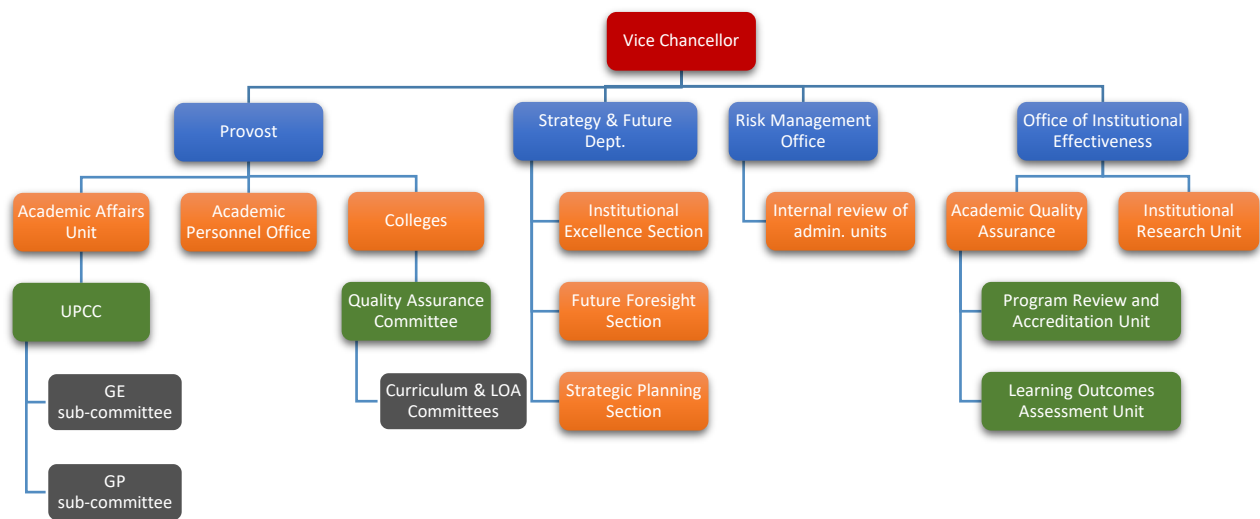 Vice Chancellor
Provost
Strategy & Future
Dept.
Risk Management
Office
Office of Institutional
Effectiveness
Academic Affairs
Unit
Academic
Personnel Office
Colleges
Institutional
Excellence Section
Internal review of
admin. units
Academic Quality
Assurance
Institutional
Research Unit
UPCC
Quality Assurance
Committee
Future Foresight
Section
Program Review and
Accreditation Unit
GE
sub-committee
Curriculum & LOA
Committees
Strategic Planning
Section
Learning Outcomes
Assessment Unit
GP
sub-committee